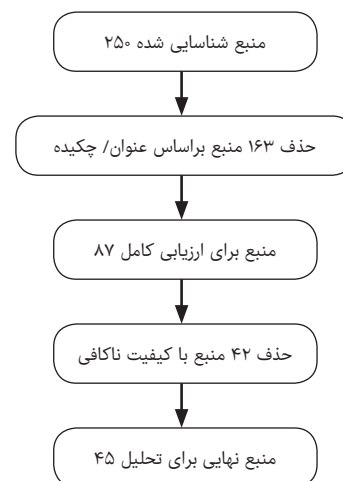 منبع شناسایی شده ۲۵۰
حذف ۱۶۳ منبع براساس عنوان/ چکیده
منبع برای ارزیابی کامل ۸۷
حذف ۴۲ منبع با کیفیت ناکافی
منبع نهایی برای تحلیل ۴۵